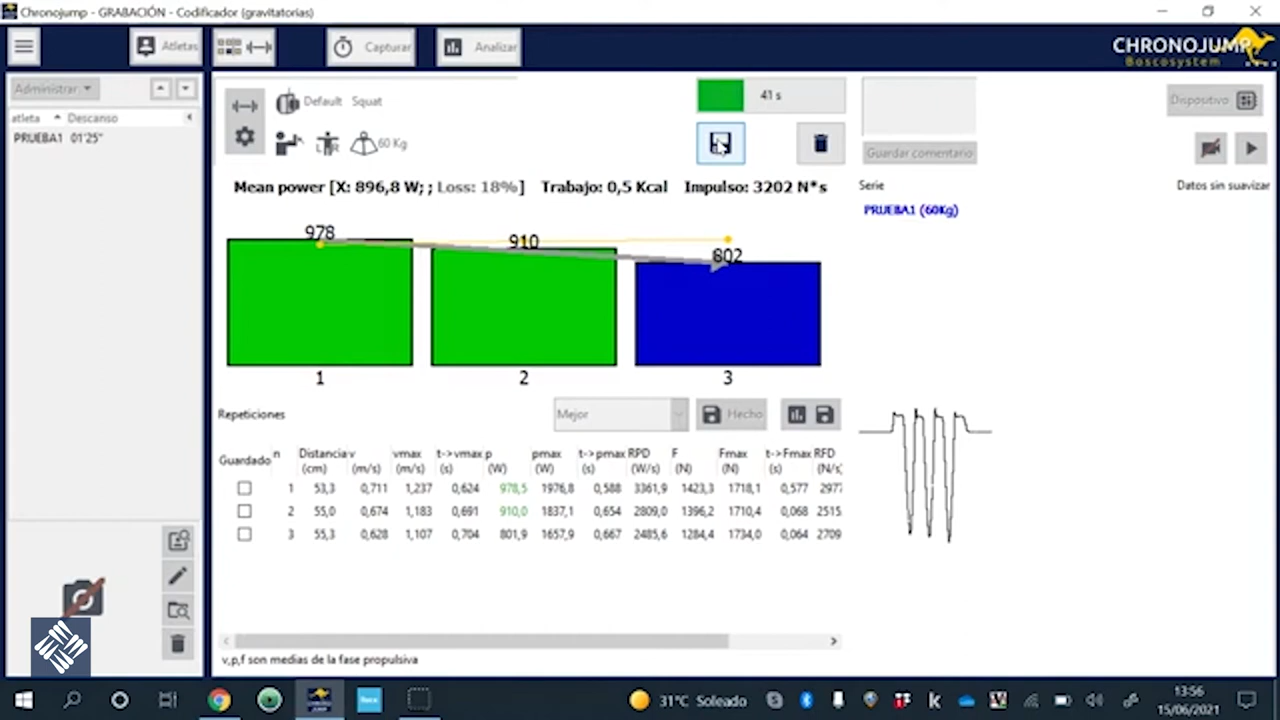 Chronojump - GRABACIÓN - Codificador (gravitatorias)
Atletas
Capturar
Analizar
CHRONOJUMP
Boscosystem
Administrar
atleta Descanso
PRUEBA1 01'25"
Default Squat
60 Kg
41 s
Guardar comentario
Dispositivo
Mean power [X: 896,8 W; ; Loss: 18%] Trabajo: 0,5 Kcal Impulso: 3202 N*s
Serie
Datos sin suavizar
PRUEBA1 (60Kg)
978
910
802
1
2
3
Repeticiones
Mejor
Hecho
Guardado n Distancia v vmax t->vmax p pmax t->pmax RPD F Fmax t->Fmax RFD
(cm) (m/s) (m/s) (s) (W) (W) (s) (W/s) (N) (N) (s) (N/s)
1 53,3 0,711 1,237 0,624 978,5 1976,8 0,588 3361,9 1423,3 1718,1 0,577 2977
2 55,0 0,674 1,183 0,691 910,0 1837,1 0,654 2809,0 1396,2 1710,4 0,068 2515
3 55,3 0,628 1,107 0,704 801,9 1657,9 0,667 2485,6 1284,4 1734,0 0,064 2709
v,p,f son medias de la fase propulsiva
31°C Soleado
13:56
15/06/2021